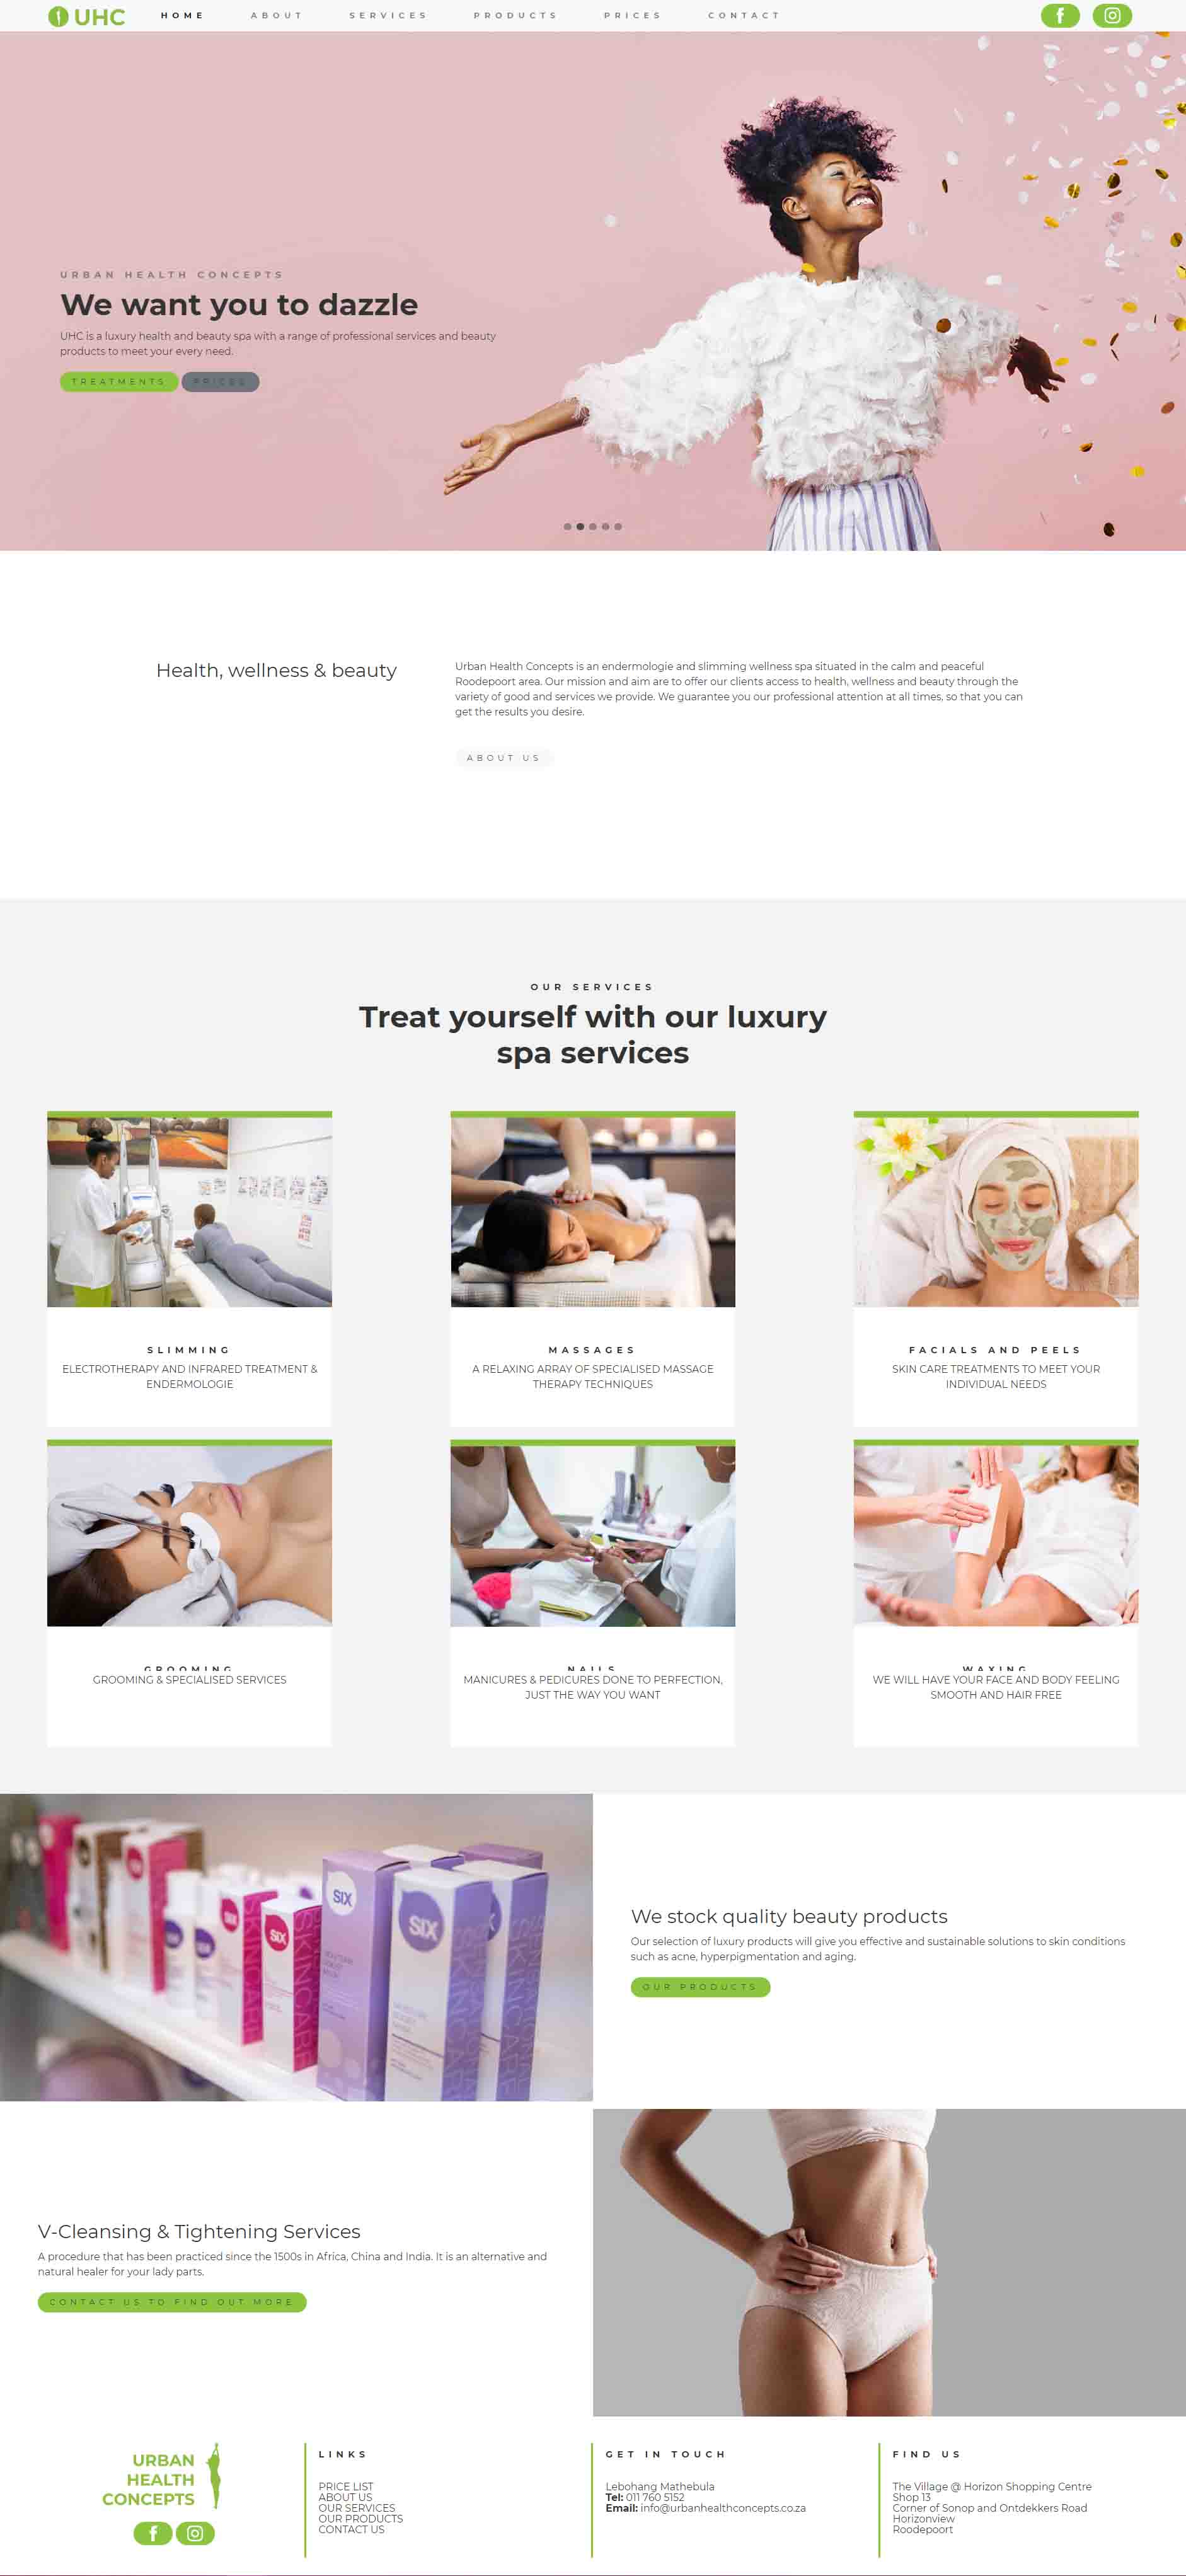 UHC
HOME ABOUT SERVICES PRODUCTS PRICES CONTACT
URBAN HEALTH CONCEPTS
We want you to dazzle
UHC is a luxury health and beauty spa with a range of professional services and beauty
products to meet your every need.
TREATMENTS PRICES
Health, wellness & beauty
Urban Health Concepts is an endermologie and slimming wellness spa situated in the calm and peaceful
Roodepoort area. Our mission and aim are to offer our clients access to health, wellness and beauty through the
variety of good and services we provide. We guarantee you our professional attention at all times, so that you can
get the results you desire.
ABOUT US
OUR SERVICES
Treat yourself with our luxury
spa services
SLIMMING
ELECTROTHERAPY AND INFRARED TREATMENT &
ENDERMOLOGIE
MASSAGES
A RELAXING ARRAY OF SPECIALISED MASSAGE
THERAPY TECHNIQUES
FACIALS AND PEELS
SKIN CARE TREATMENTS TO MEET YOUR
INDIVIDUAL NEEDS
GROOMING
GROOMING & SPECIALISED SERVICES
NAILS
MANICURES & PEDICURES DONE TO PERFECTION,
JUST THE WAY YOU WANT
WAXING
WE WILL HAVE YOUR FACE AND BODY FEELING
SMOOTH AND HAIR FREE
SIX
SIX
SIX
SKINCARE
SKINCARE
We stock quality beauty products
Our selection of luxury products will give you effective and sustainable solutions to skin conditions
such as acne, hyperpigmentation and aging.
OUR PRODUCTS
V-Cleansing & Tightening Services
A procedure that has been practiced since the 1500s in Africa, China and India. It is an alternative and
natural healer for your lady parts.
CONTACT US TO FIND OUT MORE
URBAN
HEALTH
CONCEPTS
LINKS
PRICE LIST
ABOUT US
OUR SERVICES
OUR PRODUCTS
CONTACT US
GET IN TOUCH
Lebohang Mathebula
Tel: 011 760 5152
Email: info@urbanhealthconcepts.co.za
FIND US
The Village @ Horizon Shopping Centre
Shop 13
Corner of Sonop and Ontdekkers Road
Horizonview
Roodepoort